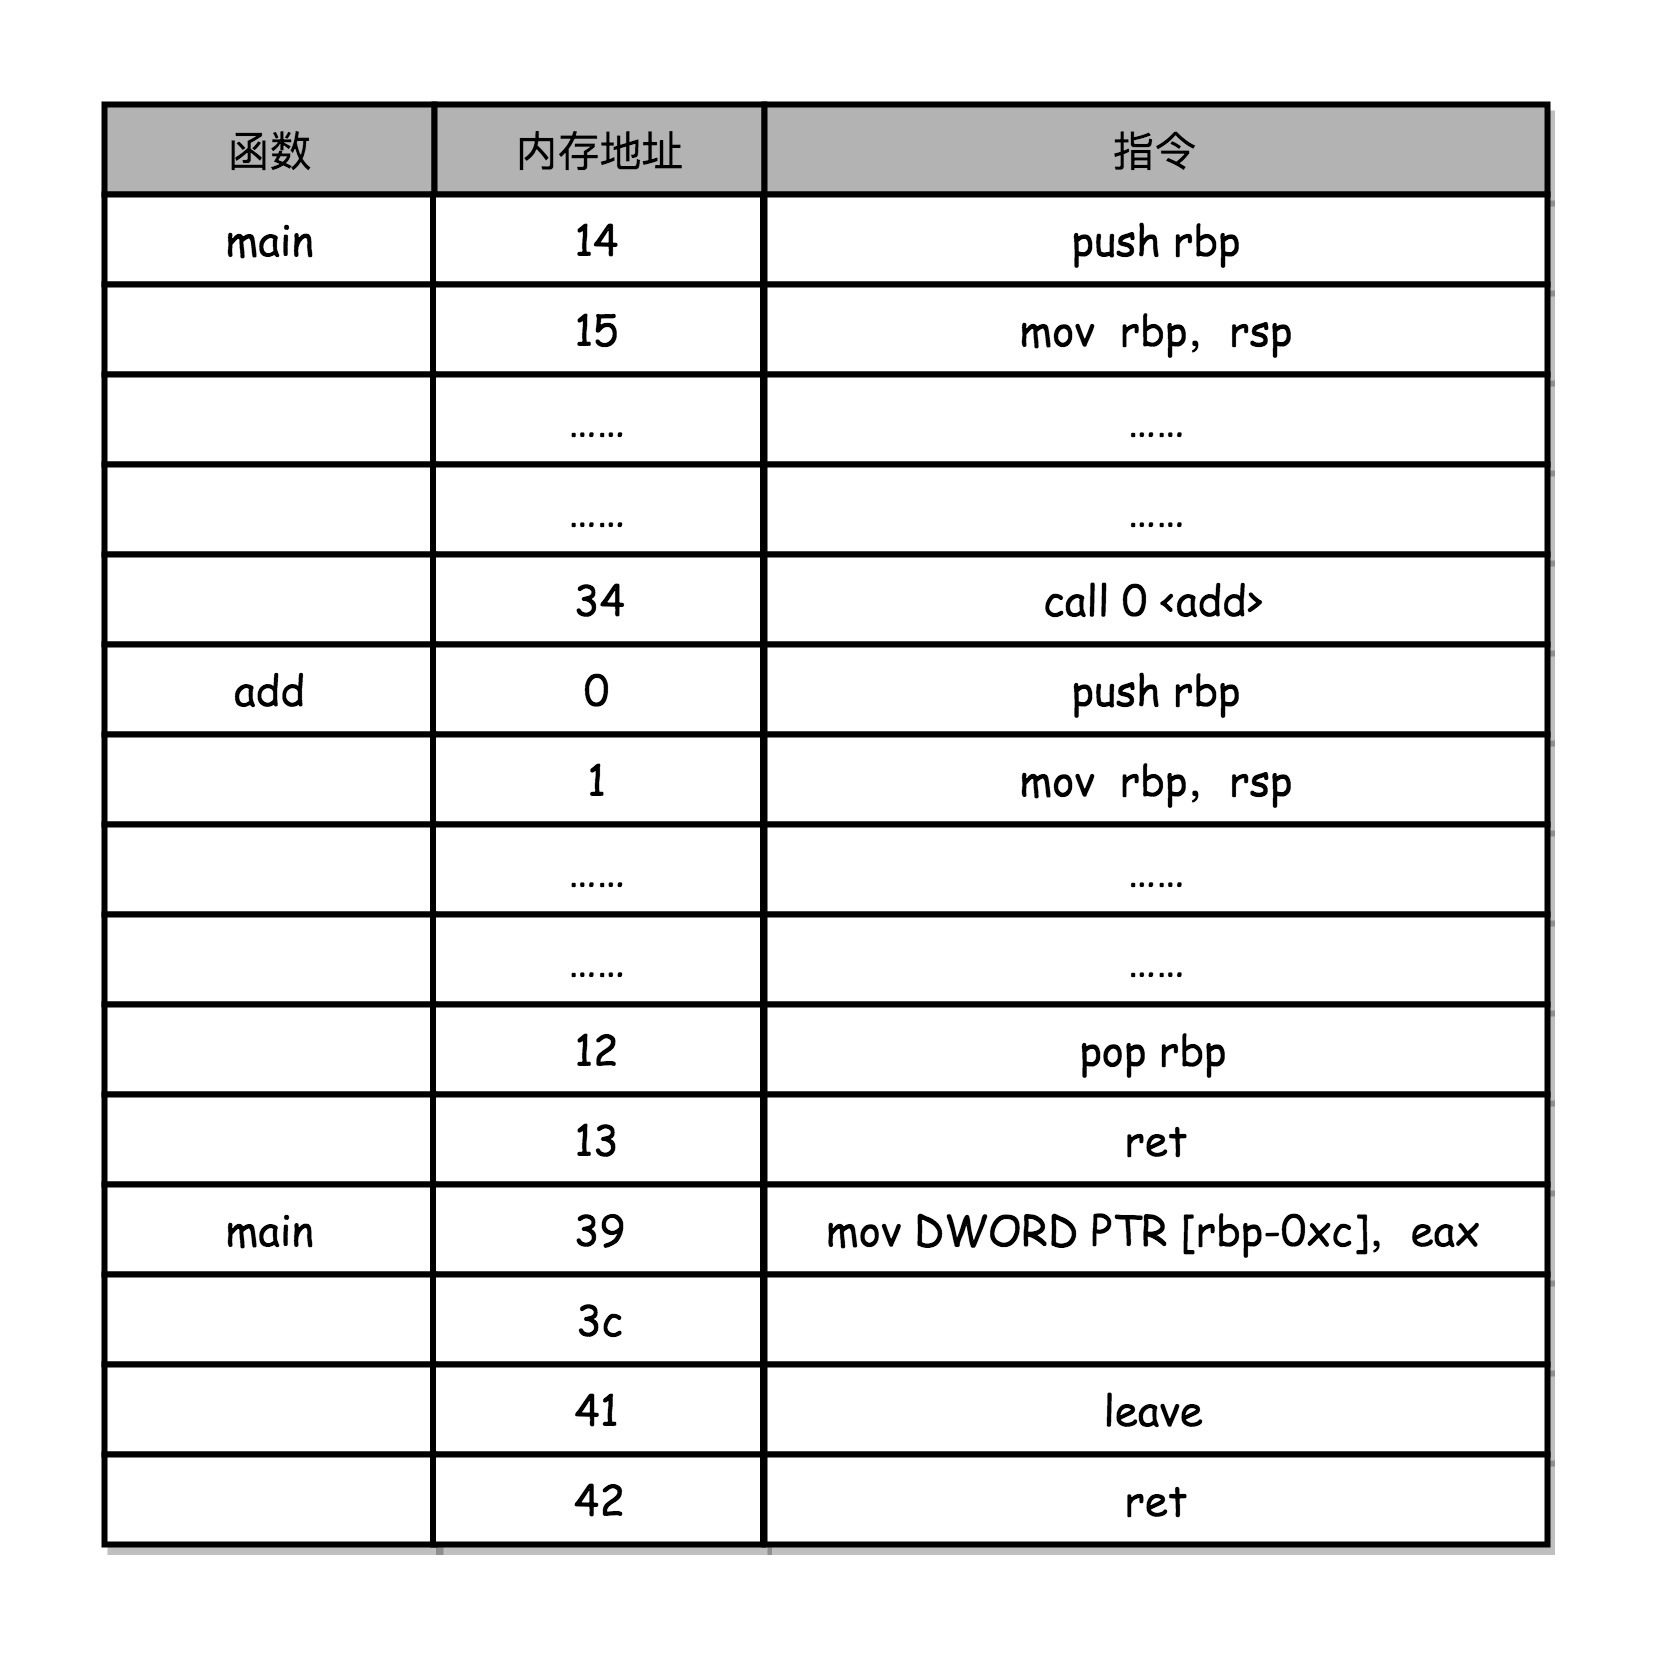 函数 内存地址 指令
main 14 push rbp
15 mov rbp, rsp
…… ……
…… ……
34 call 0 <add>
add 0 push rbp
1 mov rbp, rsp
…… ……
…… ……
12 pop rbp
13 ret
main 39 mov DWORD PTR [rbp-0xc], eax
3c
41 leave
42 ret